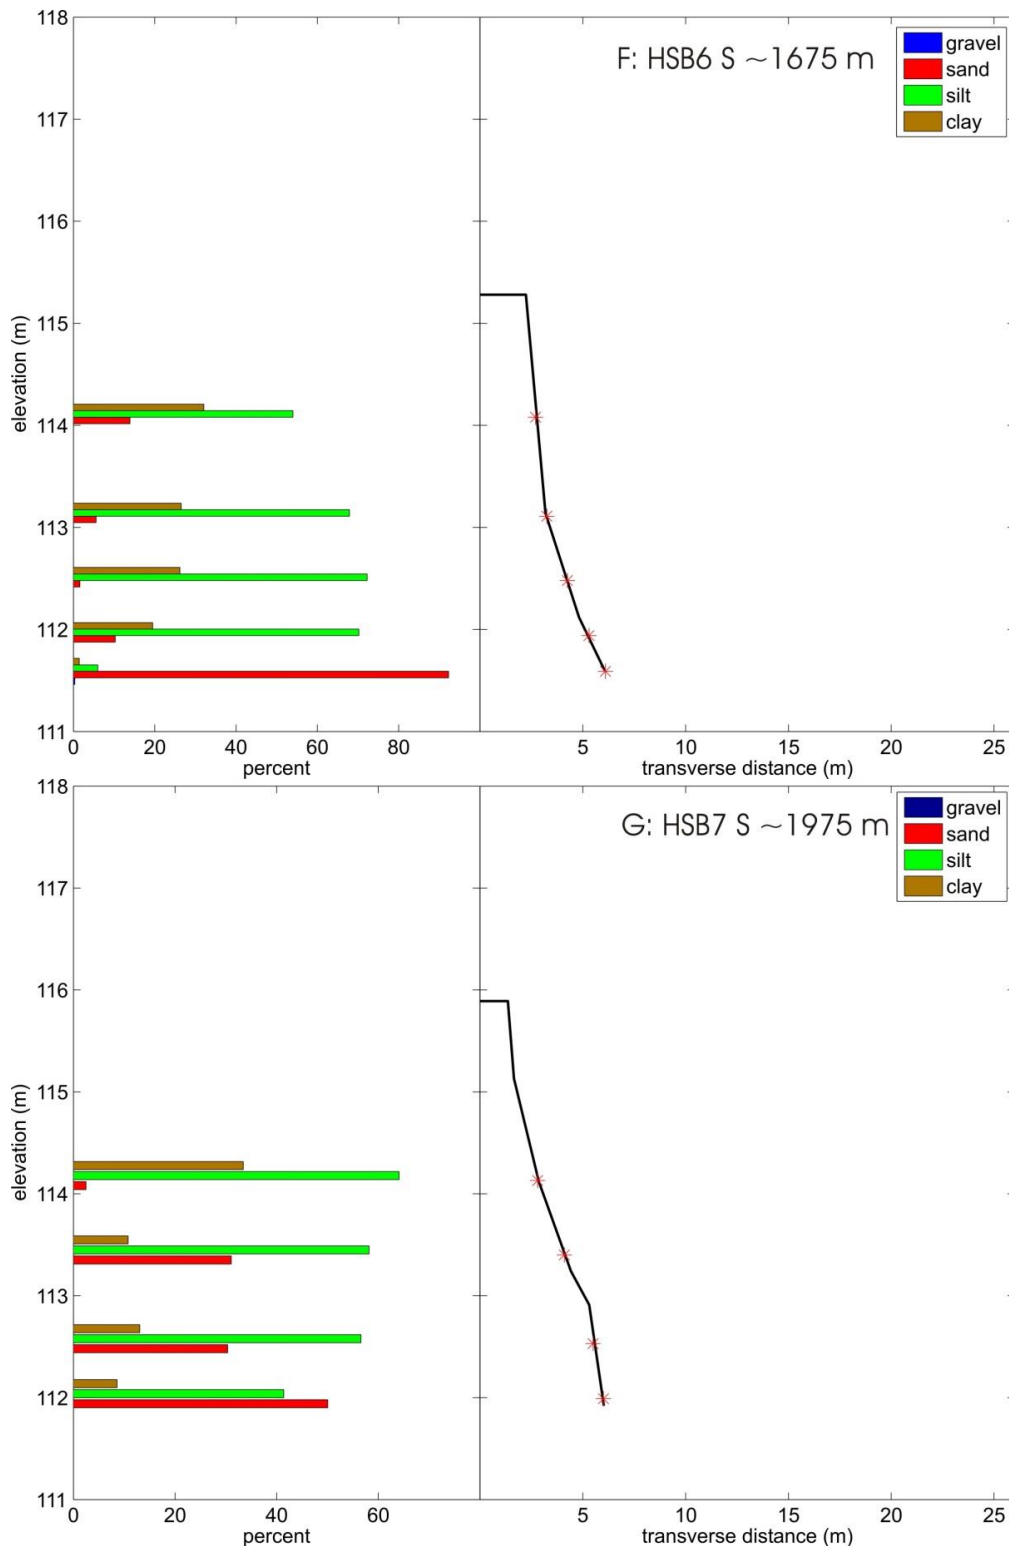 118
117
116
115
114
113
112
111
elevation (m)
0
20
40
60
80
percent
F: HSB6 S ~1675 m
gravel
sand
silt
clay
5
10
15
20
25
transverse distance (m)
118
117
116
115
114
113
112
111
elevation (m)
0
20
40
60
percent
G: HSB7 S ~1975 m
gravel
sand
silt
clay
5
10
15
20
25
transverse distance (m)